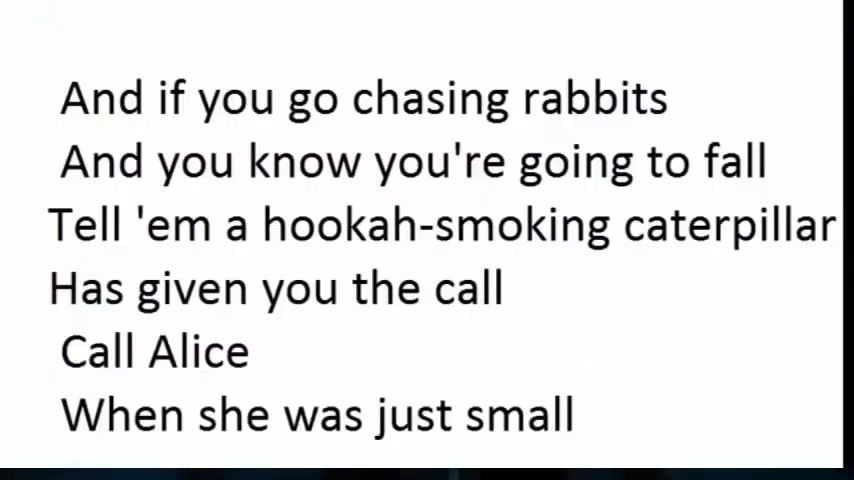 And if you go chasing rabbits
And you know you're going to fall
Tell 'em a hookah-smoking caterpillar
Has given you the call
Call Alice
When she was just small